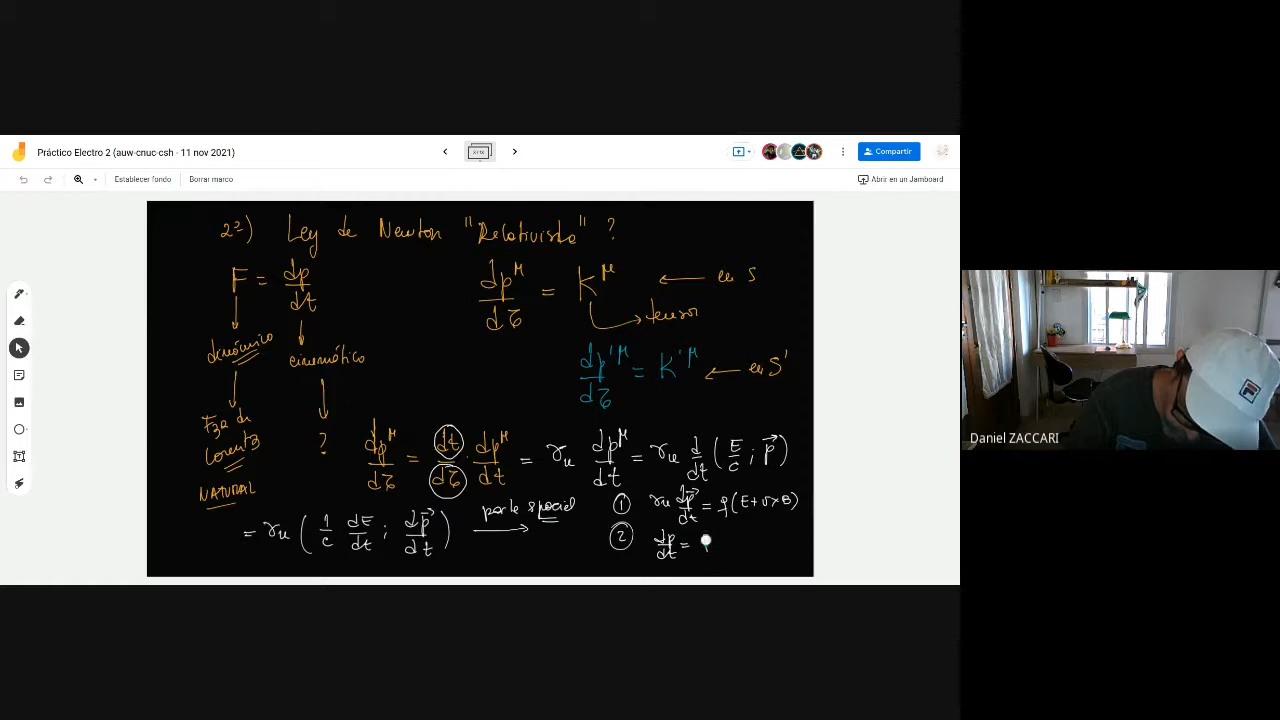 Práctico Electro 2 (auw-cnuc-csh - 11 nov 2021)
Compartir
Establecer fondo
Borrar marco
Abrir en un Jamboard
2º) Ley de Newton "Relativista" ?
F = dp/dt
dp^μ/dτ = K^μ ← en S
tensor
dinámico
cinemático
dp'^μ/dτ = K'^μ ← en S'
Fza de
Lorentz
?
NATURAL
dp^μ/dτ = dt/dτ · dp^μ/dt = γu dp^μ/dt = γu d/dt (E/c ; p⃗)
= γu (1/c dE/dt ; dp⃗/dt) parte espacial →
① γu dp⃗/dt = q(E + v×B)
② dp/dt =
Daniel ZACCARI